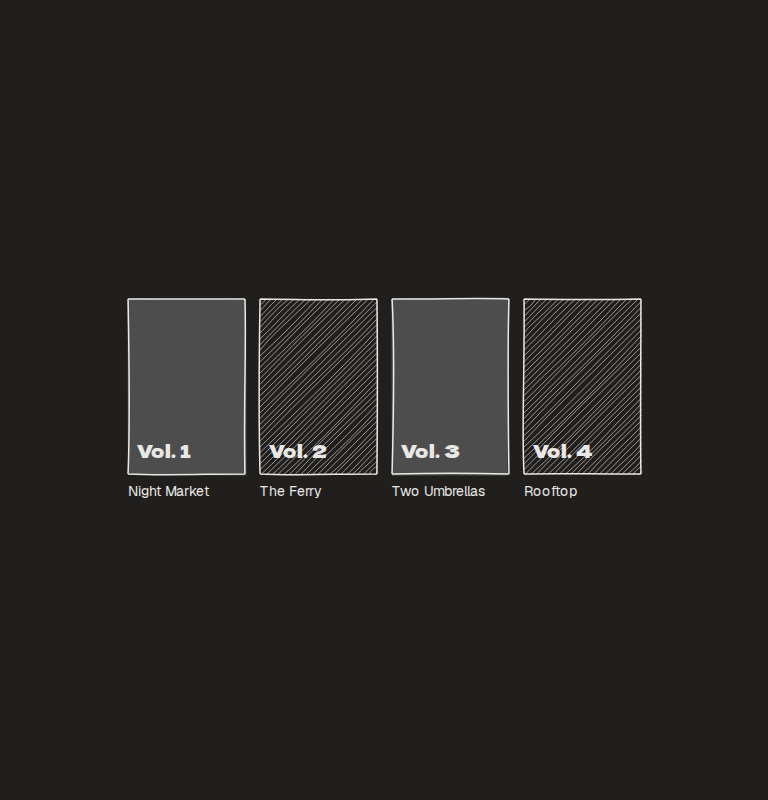 Vol. 1
Vol. 2
Vol. 3
Vol. 4
Night Market
The Ferry
Two Umbrellas
Rooftop